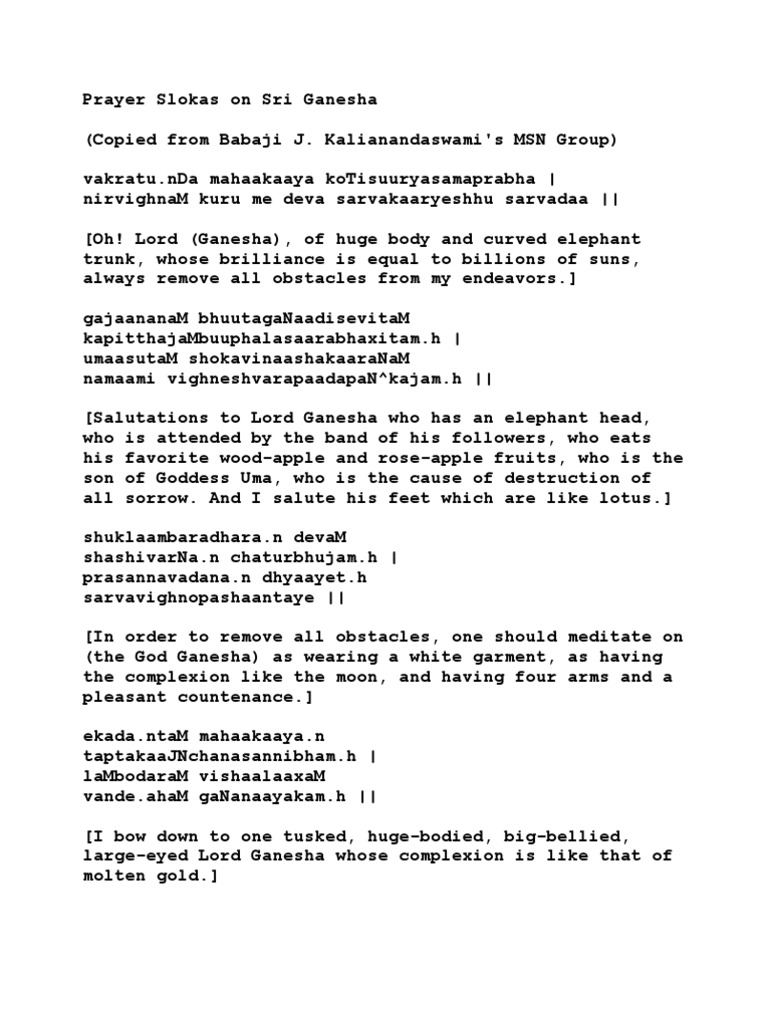 Prayer Slokas on Sri Ganesha
(Copied from Babaji J. Kalianandaswami's MSN Group)
vakratu.nDa mahaakaaya koTisuuryasamaprabha |
nirvighnaM kuru me deva sarvakaaryeshhu sarvadaa ||
[Oh! Lord (Ganesha), of huge body and curved elephant
trunk, whose brilliance is equal to billions of suns,
always remove all obstacles from my endeavors.]
gajaananaM bhuutagaNaadisevitaM
kapitthajaMbuuphalasaarabhaxitam.h |
umaasutaM shokavinaashakaaraNaM
namaami vighneshvarapaadapaN^kajam.h ||
[Salutations to Lord Ganesha who has an elephant head,
who is attended by the band of his followers, who eats
his favorite wood-apple and rose-apple fruits, who is the
son of Goddess Uma, who is the cause of destruction of
all sorrow. And I salute his feet which are like lotus.]
shuklaambaradhara.n devaM
shashivarNa.n chaturbhujam.h |
prasannavadana.n dhyaayet.h
sarvavighnopashaantaye ||
[In order to remove all obstacles, one should meditate on
(the God Ganesha) as wearing a white garment, as having
the complexion like the moon, and having four arms and a
pleasant countenance.]
ekada.ntaM mahaakaaya.n
taptakaaJNchanasannibham.h |
laMbodaraM vishaalaaxaM
vande.ahaM gaNanaayakam.h ||
[I bow down to one tusked, huge-bodied, big-bellied,
large-eyed Lord Ganesha whose complexion is like that of
molten gold.]